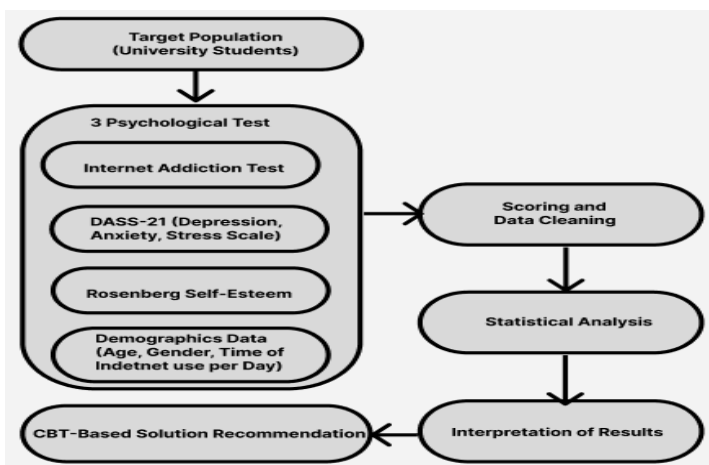 Target Population
(University Students)
3 Psychological Test
Internet Addiction Test
DASS-21 (Depression,
Anxiety, Stress Scale)
Rosenberg Self-Esteem
Demographics Data
(Age, Gender, Time of
Indetnet use per Day)
Scoring and
Data Cleaning
Statistical Analysis
Interpretation of Results
CBT-Based Solution Recommendation